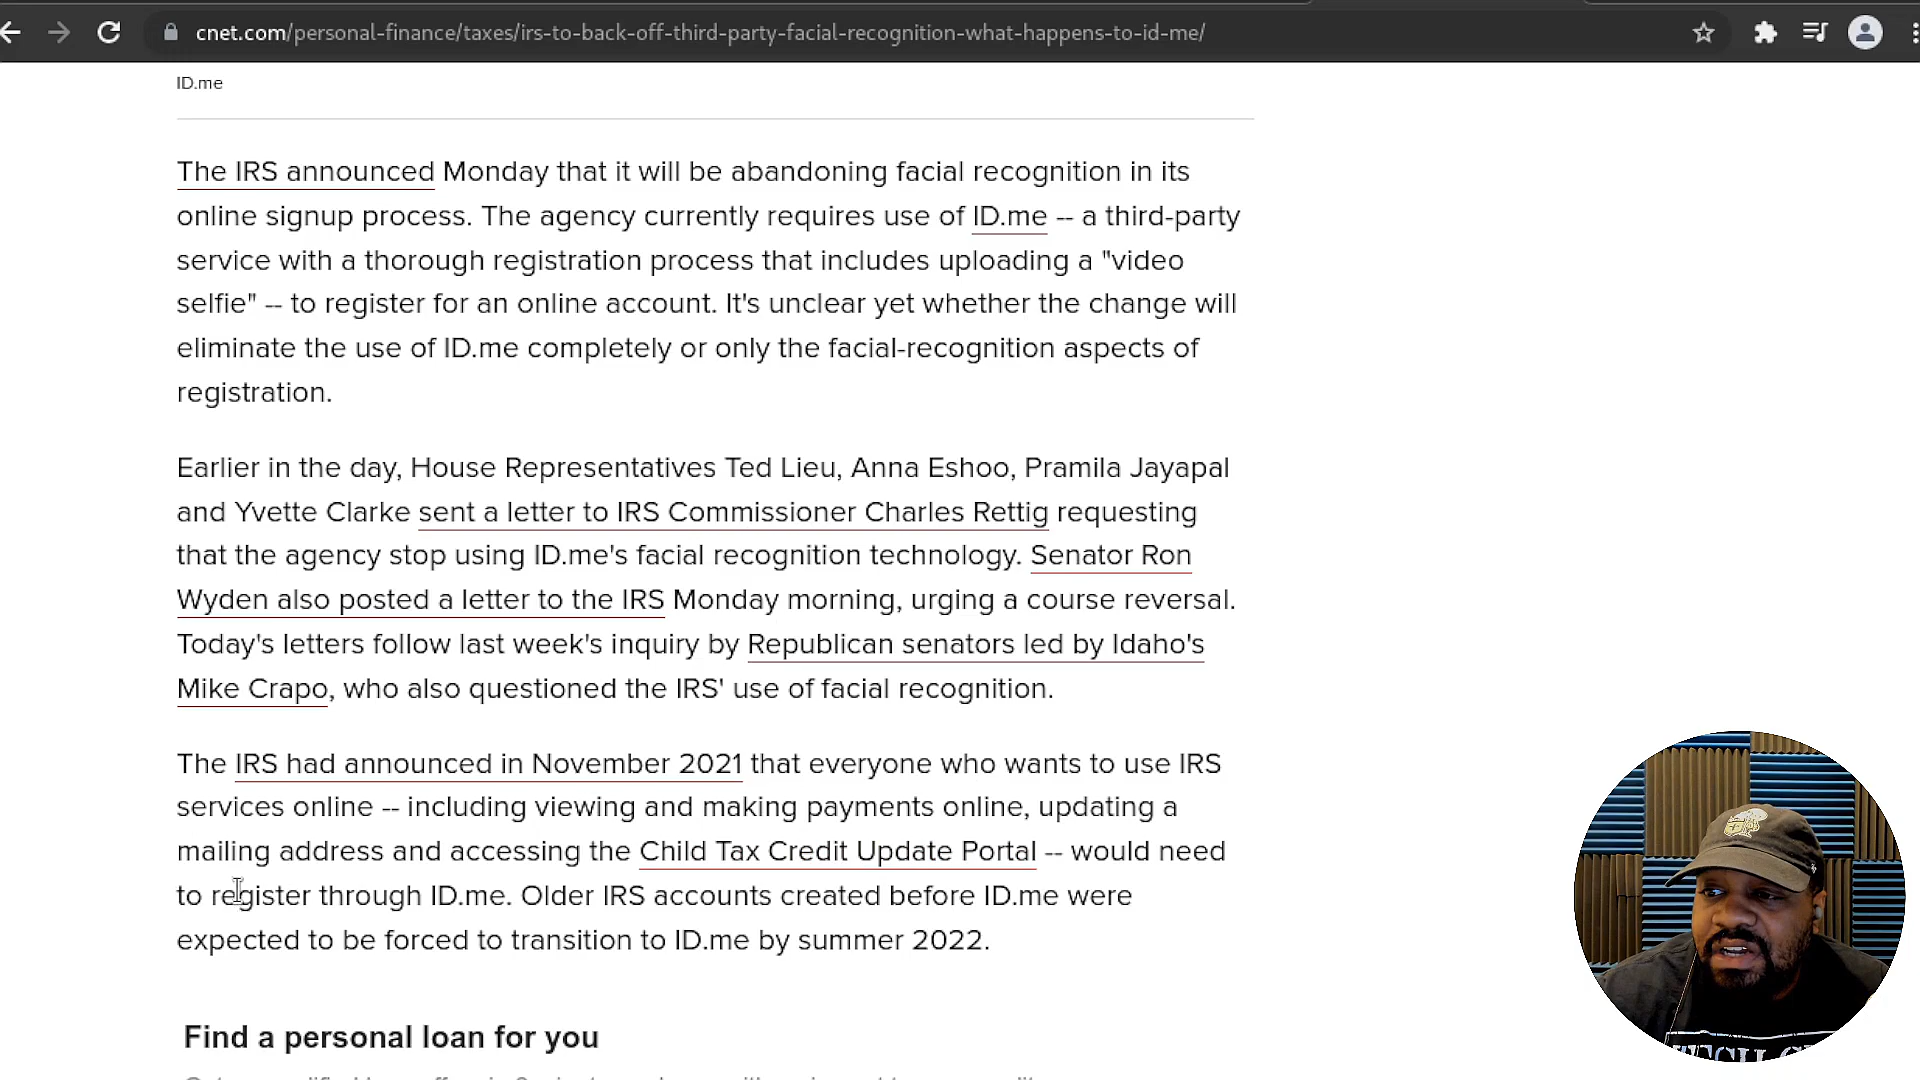 cnet.com/personal-finance/taxes/irs-to-back-off-third-party-facial-recognition-what-happens-to-id-me/
ID.me
The IRS announced Monday that it will be abandoning facial recognition in its
online signup process. The agency currently requires use of ID.me -- a third-party
service with a thorough registration process that includes uploading a "video
selfie" -- to register for an online account. It's unclear yet whether the change will
eliminate the use of ID.me completely or only the facial-recognition aspects of
registration.
Earlier in the day, House Representatives Ted Lieu, Anna Eshoo, Pramila Jayapal
and Yvette Clarke sent a letter to IRS Commissioner Charles Rettig requesting
that the agency stop using ID.me's facial recognition technology. Senator Ron
Wyden also posted a letter to the IRS Monday morning, urging a course reversal.
Today's letters follow last week's inquiry by Republican senators led by Idaho's
Mike Crapo, who also questioned the IRS' use of facial recognition.
The IRS had announced in November 2021 that everyone who wants to use IRS
services online -- including viewing and making payments online, updating a
mailing address and accessing the Child Tax Credit Update Portal -- would need
to register through ID.me. Older IRS accounts created before ID.me were
expected to be forced to transition to ID.me by summer 2022.
Find a personal loan for you